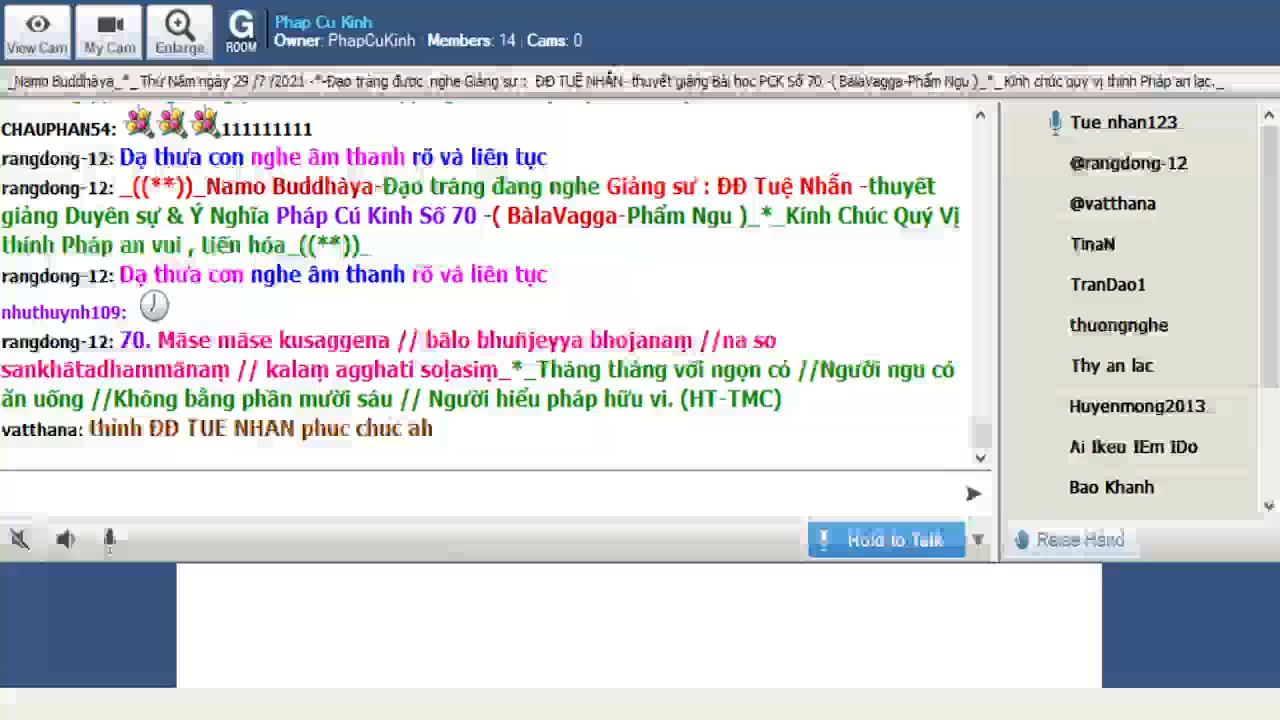 View Cam
My Cam
Enlarge
G
ROOM
Phap Cu Kinh
Owner: PhapCuKinh Members: 14 Cams: 0
_Namo Buddhàya_*_ Thứ Năm ngày 29 /7 /2021 -*-Đạo tràng được nghe Giảng sư : ĐĐ TUỆ NHẪN- thuyết giảng Bài học PCK Số 70 -( BàlaVagga-Phẩm Ngu )_*_Kính chúc quý vị thính Pháp an lạc._
CHAUPHAN54: 111111111
rangdong-12: Dạ thưa con nghe âm thanh rõ và liên tục
rangdong-12: _((**))_Namo Buddhàya-Đạo tràng đang nghe Giảng sư : ĐĐ Tuệ Nhẫn -thuyết
giảng Duyên sự & Ý Nghĩa Pháp Cú Kinh Số 70 -( BàlaVagga-Phẩm Ngu )_*_Kính Chúc Quý Vị
thính Pháp an vui , tiến hóa_((**))_
rangdong-12: Dạ thưa con nghe âm thanh rõ và liên tục
nhuthuynh109:
rangdong-12: 70. Māse māse kusaggena // bālo bhuñjeyya bhojanaṃ //na so
sankhātadhammānaṃ // kalaṃ agghati soḷasiṃ_*_Tháng tháng với ngọn cỏ //Người ngu có
ăn uống //Không bằng phần mười sáu // Người hiểu pháp hữu vi. (HT-TMC)
vatthana: thinh ĐĐ TUE NHAN phuc chuc ah
Hold to Talk
Tue nhan123
@rangdong-12
@vatthana
TinaN
TranDao1
thuongnghe
Thy an lac
Huyenmong2013
Ai Ikeu IEm IDo
Bao Khanh
Raise Hand